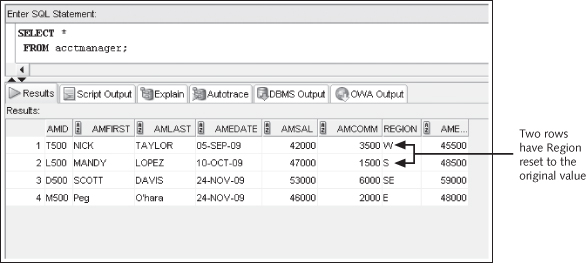 Enter SQL Statement:
SELECT *
FROM acctmanager;
Results Script Output Explain Autotrace DBMS Output OWA Output
Results:
AMID AMFIRST AMLAST AMEDATE AMSAL AMCOMM REGION AME...
1 T500 NICK TAYLOR 05-SEP-09 42000 3500 W 45500
2 L500 MANDY LOPEZ 10-OCT-09 47000 1500 S 48500
3 D500 SCOTT DAVIS 24-NOV-09 53000 6000 SE 59000
4 M500 Peg O'hara 24-NOV-09 46000 2000 E 48000
Two rows
have Region
reset to the
original value